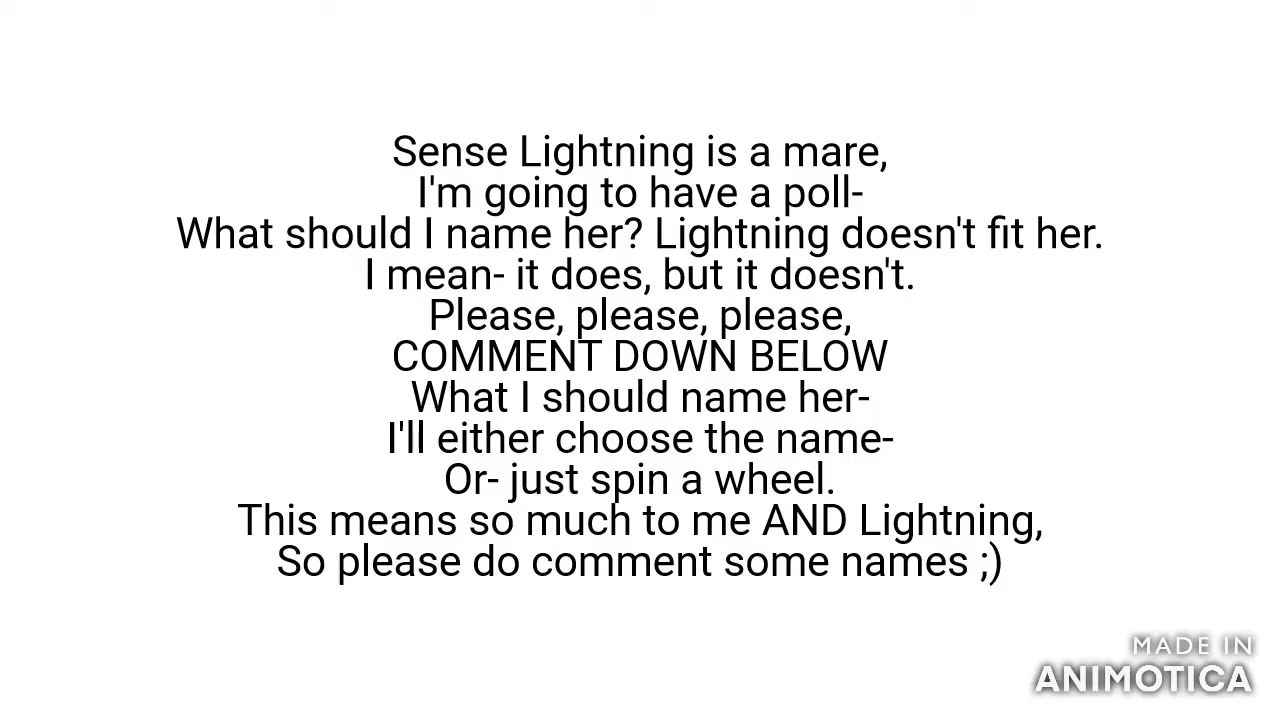 Sense Lightning is a mare,
I'm going to have a poll-
What should I name her? Lightning doesn't fit her.
I mean- it does, but it doesn't.
Please, please, please,
COMMENT DOWN BELOW
What I should name her-
I'll either choose the name-
Or- just spin a wheel.
This means so much to me AND Lightning,
So please do comment some names ;)
MADE IN
ANIMOTICA